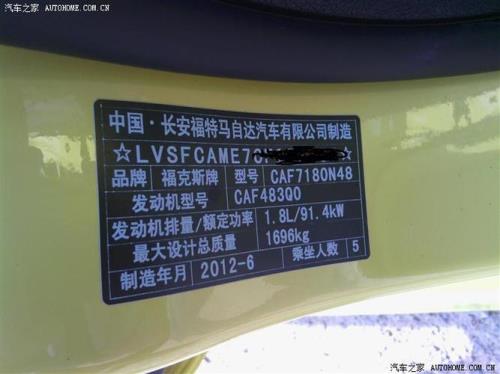 汽车之家 AUTOHOME.COM.CN
中国·长安福特马自达汽车有限公司制造
☆LVSFCAME7 ☆
品牌 福克斯牌 型号 CAF7180N48
发动机型号 CAF483Q0
发动机排量/额定功率 1.8L/91.4kW
最大设计总质量 1696kg
制造年月 2012-6 乘坐人数 5
汽车之家 AUTOHOME.COM.CN